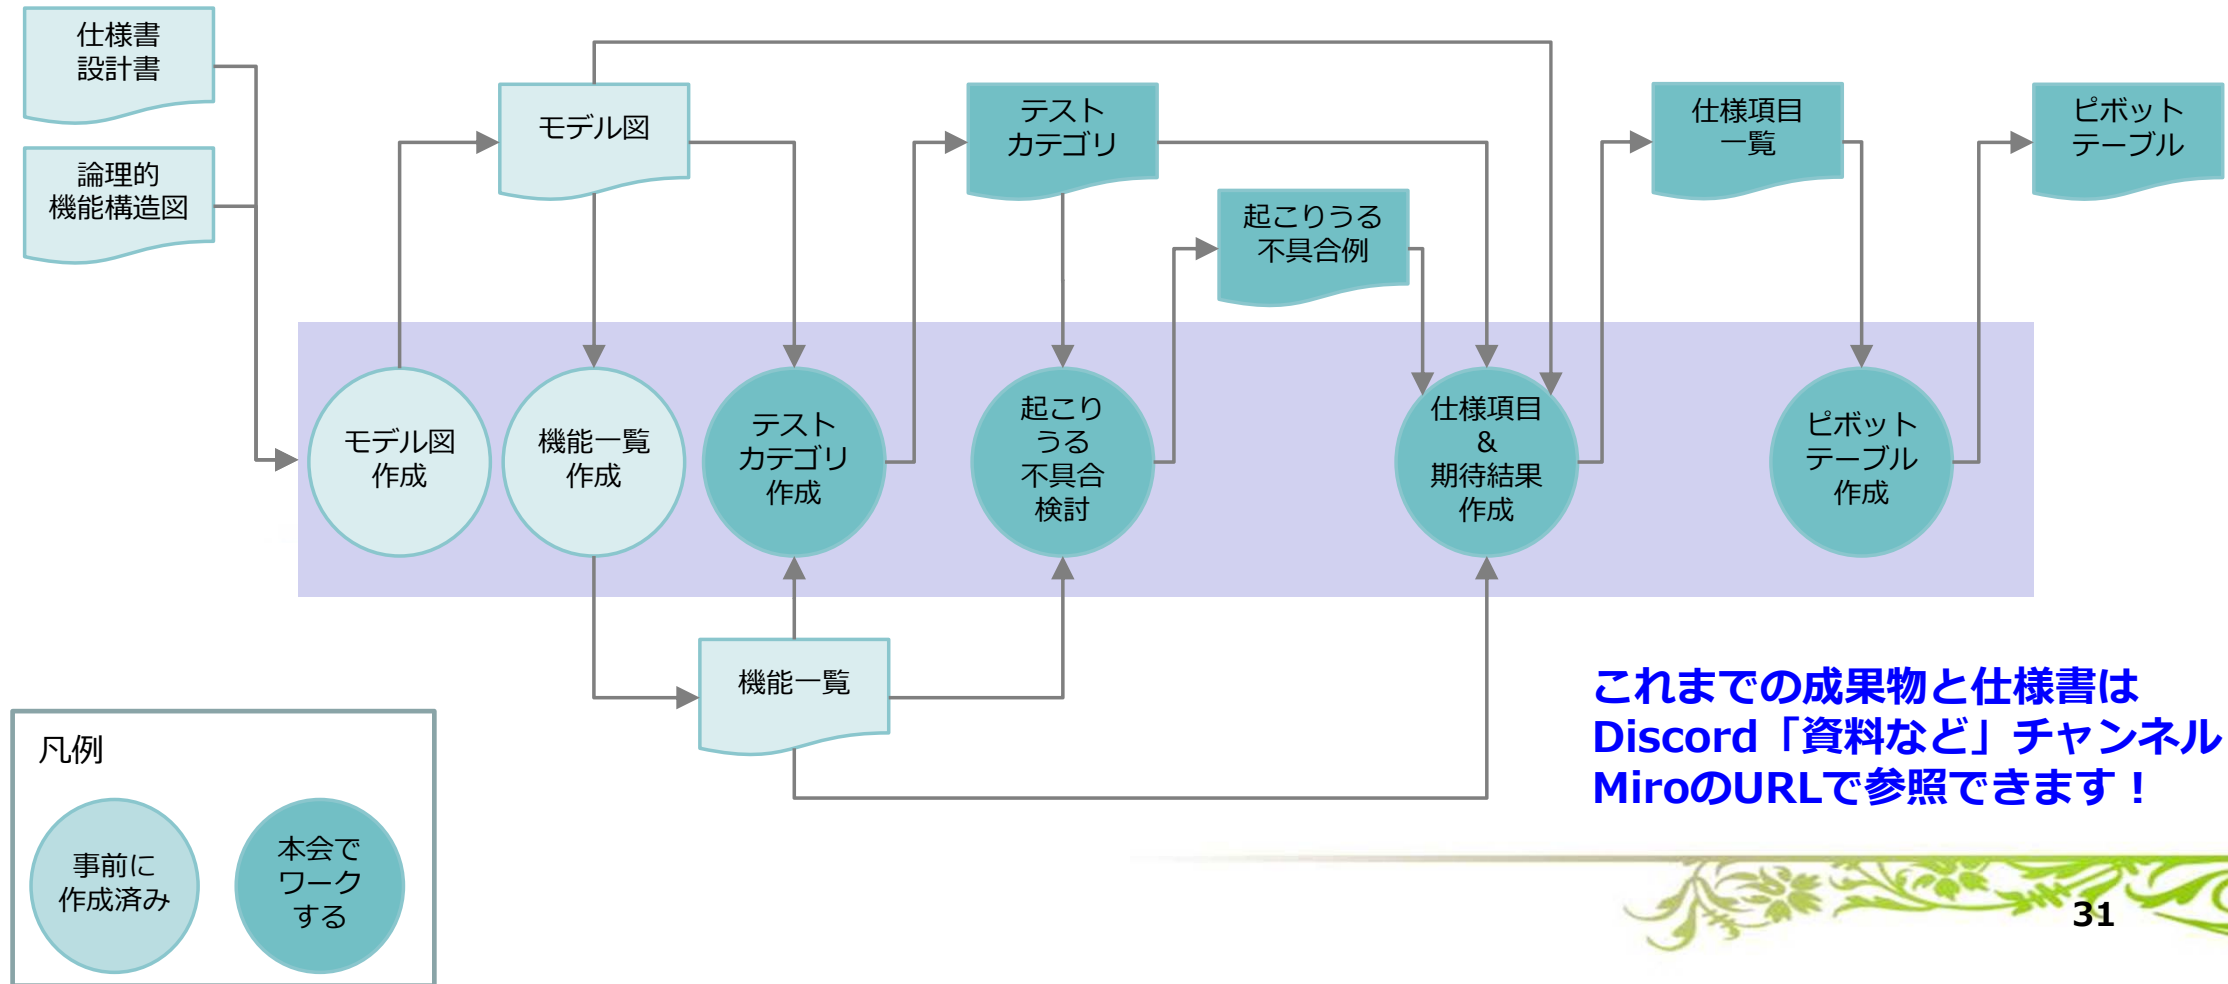 仕様書
設計書
論理的
機能構造図
モデル図
テスト
カテゴリ
起こりうる
不具合例
仕様項目
一覧
ピボット
テーブル
モデル図
作成
機能一覧
作成
テスト
カテゴリ
作成
起こり
うる
不具合
検討
仕様項目
&
期待結果
作成
ピボット
テーブル
作成
機能一覧
これまでの成果物と仕様書は
Discord「資料など」チャンネル
MiroのURLで参照できます！
凡例
事前に
作成済み
本会で
ワーク
する
31